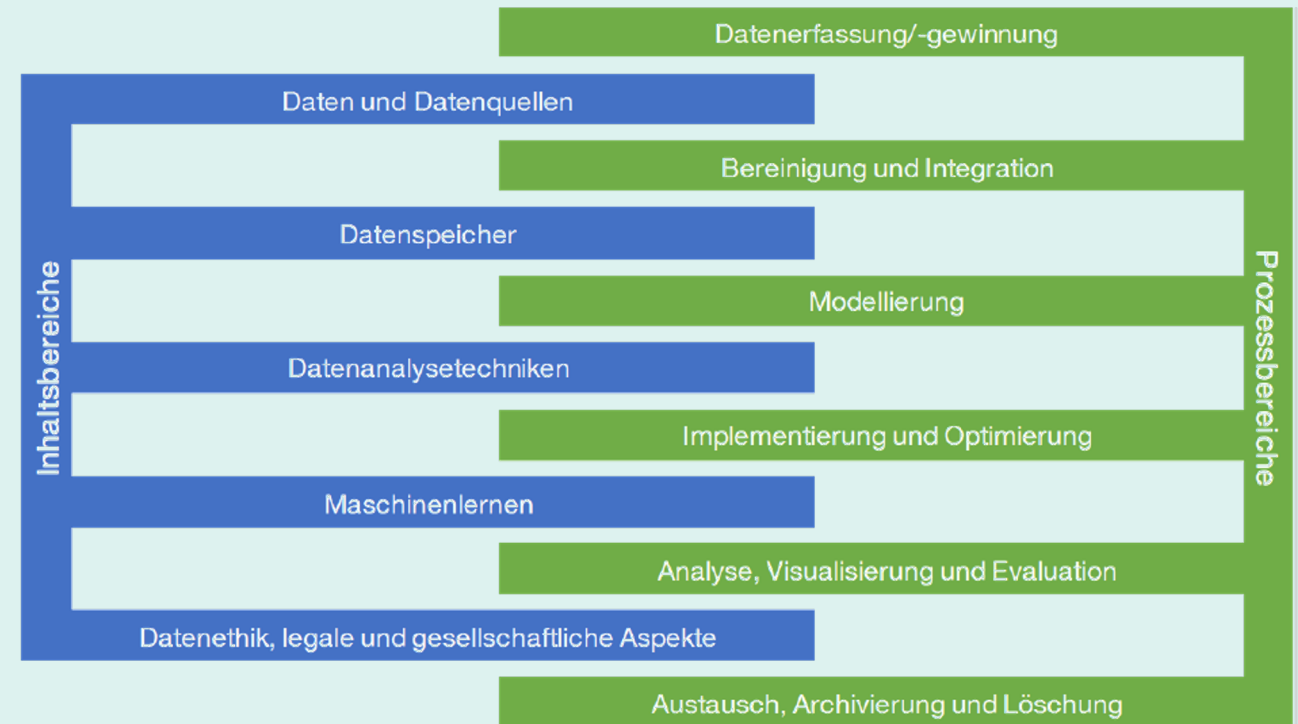 Datenerfassung/-gewinnung
Daten und Datenquellen
Bereinigung und Integration
Datenspeicher
Inhaltsbereiche
Modellierung
Prozessbereiche
Datenanalysetechniken
Implementierung und Optimierung
Maschinenlernen
Analyse, Visualisierung und Evaluation
Datenethik, legale und gesellschaftliche Aspekte
Austausch, Archivierung und Löschung